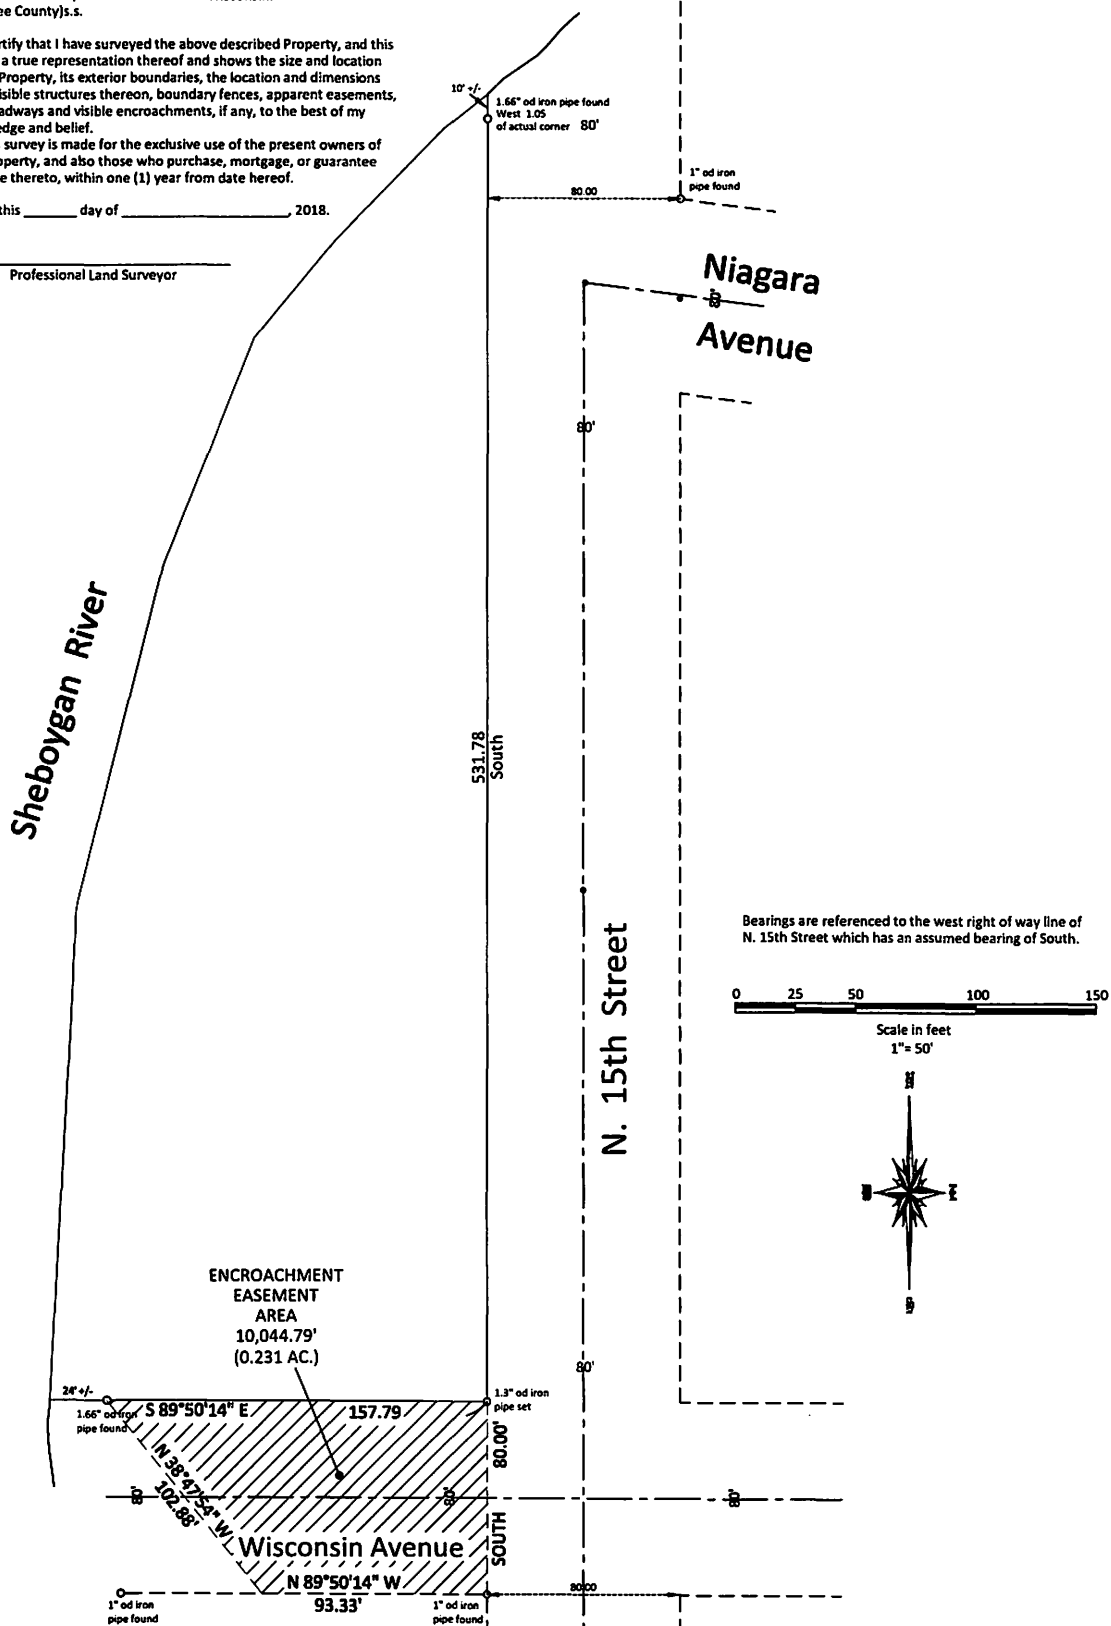 ee County)s.s.
rtify that I have surveyed the above described Property, and this
a true representation thereof and shows the size and location
Property, its exterior boundaries, the location and dimensions
isible structures thereon, boundary fences, apparent easements,
adways and visible encroachments, if any, to the best of my
edge and belief.
survey is made for the exclusive use of the present owners of
operty, and also those who purchase, mortgage, or guarantee
e thereto, within one (1) year from date hereof.
this ______ day of ____________________, 2018.
Professional Land Surveyor
10' +/-
1.66" od iron pipe found
West 1.05
of actual corner 80'
1" od iron
pipe found
80.00
Niagara
80'
Avenue
80'
Sheboygan River
531.78
South
N. 15th Street
Bearings are referenced to the west right of way line of
N. 15th Street which has an assumed bearing of South.
0 25 50 100 150
Scale in feet
1"= 50'
ENCROACHMENT
EASEMENT
AREA
10,044.79'
(0.231 AC.)
80'
24' +/-
1.66" od iron
pipe found
S 89°50'14" E
157.79
1.3" od iron
pipe set
80.00'
SOUTH
N 38°47'54" W
102.88'
80'
80'
80'
Wisconsin Avenue
N 89°50'14" W
93.33'
1" od iron
pipe found
1" od iron
pipe found
80.00